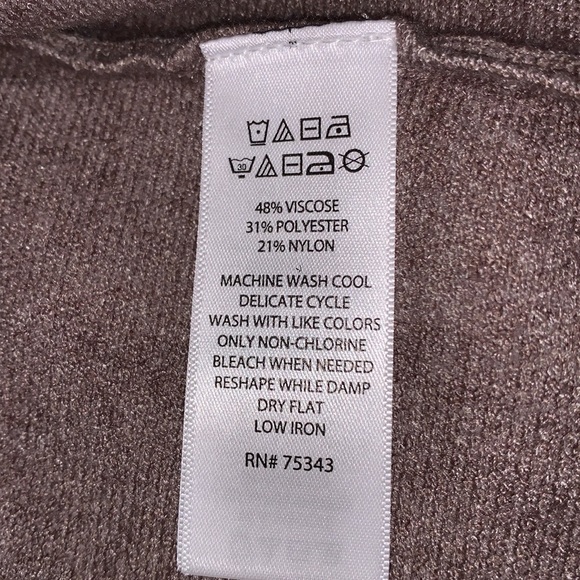 30
48% VISCOSE
31% POLYESTER
21% NYLON
MACHINE WASH COOL
DELICATE CYCLE
WASH WITH LIKE COLORS
ONLY NON-CHLORINE
BLEACH WHEN NEEDED
RESHAPE WHILE DAMP
DRY FLAT
LOW IRON
RN# 75343